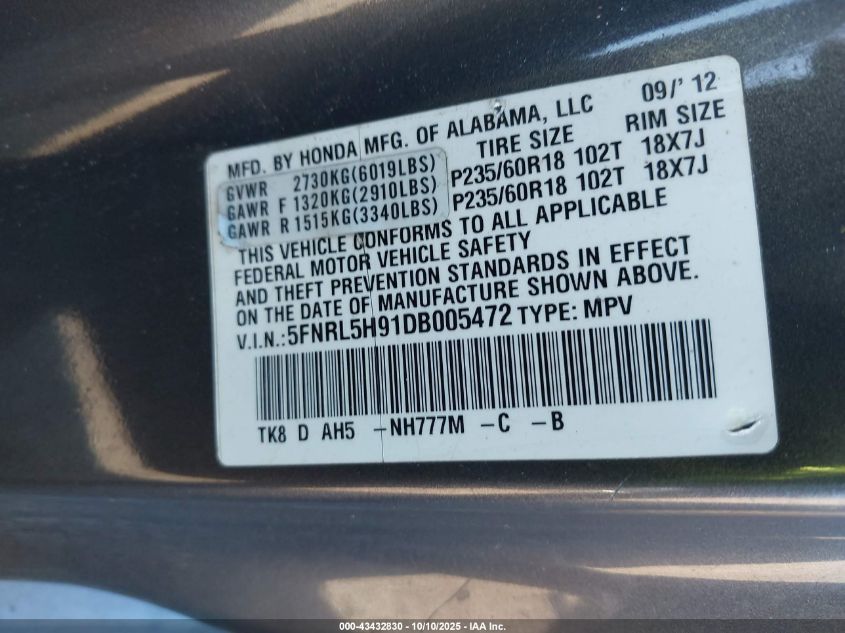 MFD. BY HONDA MFG. OF ALABAMA, LLC 09/' 12
TIRE SIZE RIM SIZE
GVWR 2730KG(6019LBS)
GAWR F 1320KG(2910LBS) P235/60R18 102T 18X7J
GAWR R 1515KG(3340LBS) P235/60R18 102T 18X7J
THIS VEHICLE CONFORMS TO ALL APPLICABLE
FEDERAL MOTOR VEHICLE SAFETY
AND THEFT PREVENTION STANDARDS IN EFFECT
ON THE DATE OF MANUFACTURE SHOWN ABOVE.
V.I.N.:5FNRL5H91DB005472 TYPE: MPV
TK8 D AH5 -NH777M -C -B
000-43432830 - 10/10/2025 - IAA Inc.